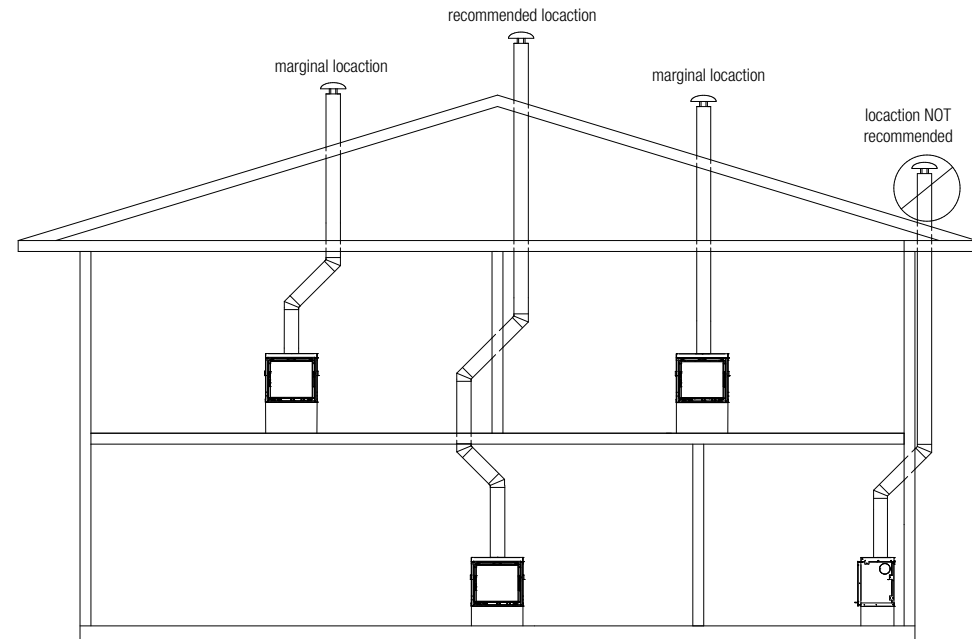 recommended locaction
marginal locaction
marginal locaction
locaction NOT
recommended